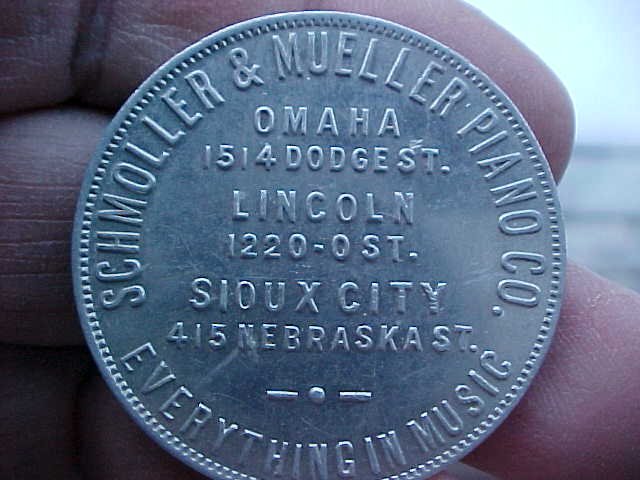 SCHMOLLER & MUELLER PIANO CO.
OMAHA
1514 DODGE ST.
LINCOLN
1220-O ST.
SIOUX CITY
415 NEBRASKA ST.
EVERYTHING IN MUSIC